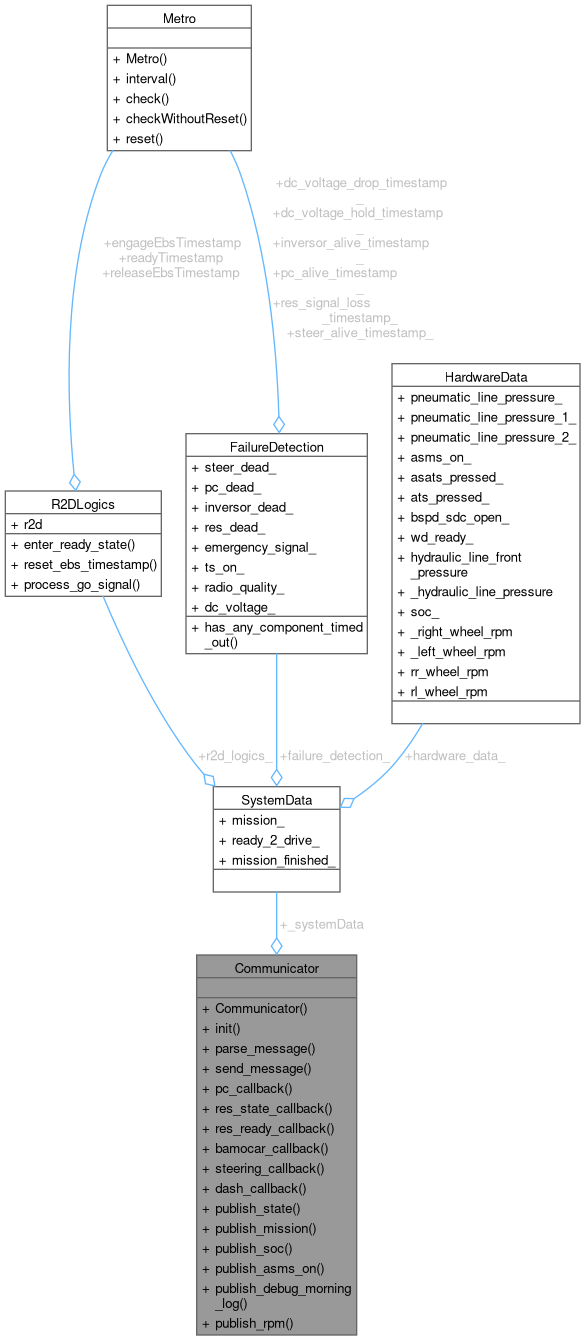 Metro
+ Metro()
+ interval()
+ check()
+ checkWithoutReset()
+ reset()
+engageEbsTimestamp
+readyTimestamp
+releaseEbsTimestamp
+dc_voltage_drop_timestamp
_
+dc_voltage_hold_timestamp
_
+inversor_alive_timestamp
_
+pc_alive_timestamp
_
+res_signal_loss
_timestamp_
+steer_alive_timestamp_
HardwareData
+ pneumatic_line_pressure_
+ pneumatic_line_pressure_1_
+ pneumatic_line_pressure_2_
+ asms_on_
+ asats_pressed_
+ ats_pressed_
+ bspd_sdc_open_
+ wd_ready_
+ hydraulic_line_front
_pressure
+ _hydraulic_line_pressure
+ soc_
+ _right_wheel_rpm
+ _left_wheel_rpm
+ rr_wheel_rpm
+ rl_wheel_rpm
FailureDetection
+ steer_dead_
+ pc_dead_
+ inversor_dead_
+ res_dead_
+ emergency_signal_
+ ts_on_
+ radio_quality_
+ dc_voltage_
+ has_any_component_timed
_out()
R2DLogics
+ r2d
+ enter_ready_state()
+ reset_ebs_timestamp()
+ process_go_signal()
+r2d_logics_
+failure_detection_
+hardware_data_
SystemData
+ mission_
+ ready_2_drive_
+ mission_finished_
+_systemData
Communicator
+ Communicator()
+ init()
+ parse_message()
+ send_message()
+ pc_callback()
+ res_state_callback()
+ res_ready_callback()
+ bamocar_callback()
+ steering_callback()
+ dash_callback()
+ publish_state()
+ publish_mission()
+ publish_soc()
+ publish_asms_on()
+ publish_debug_morning
_log()
+ publish_rpm()